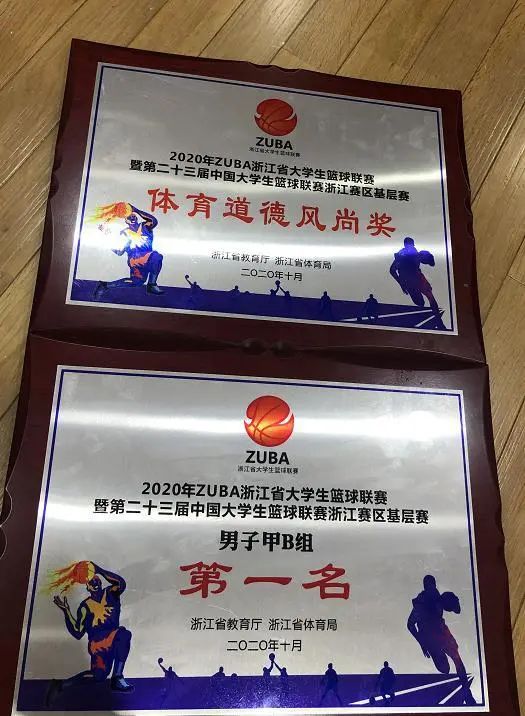 ZUBA
浙江省大学生篮球联赛
2020年ZUBA浙江省大学生篮球联赛
暨第二十三届中国大学生篮球联赛浙江赛区基层赛
体育道德风尚奖
浙江省教育厅 浙江省体育局
二〇二〇年十月
ZUBA
浙江省大学生篮球联赛
2020年ZUBA浙江省大学生篮球联赛
暨第二十三届中国大学生篮球联赛浙江赛区基层赛
男子甲B组
第一名
浙江省教育厅 浙江省体育局
二〇二〇年十月